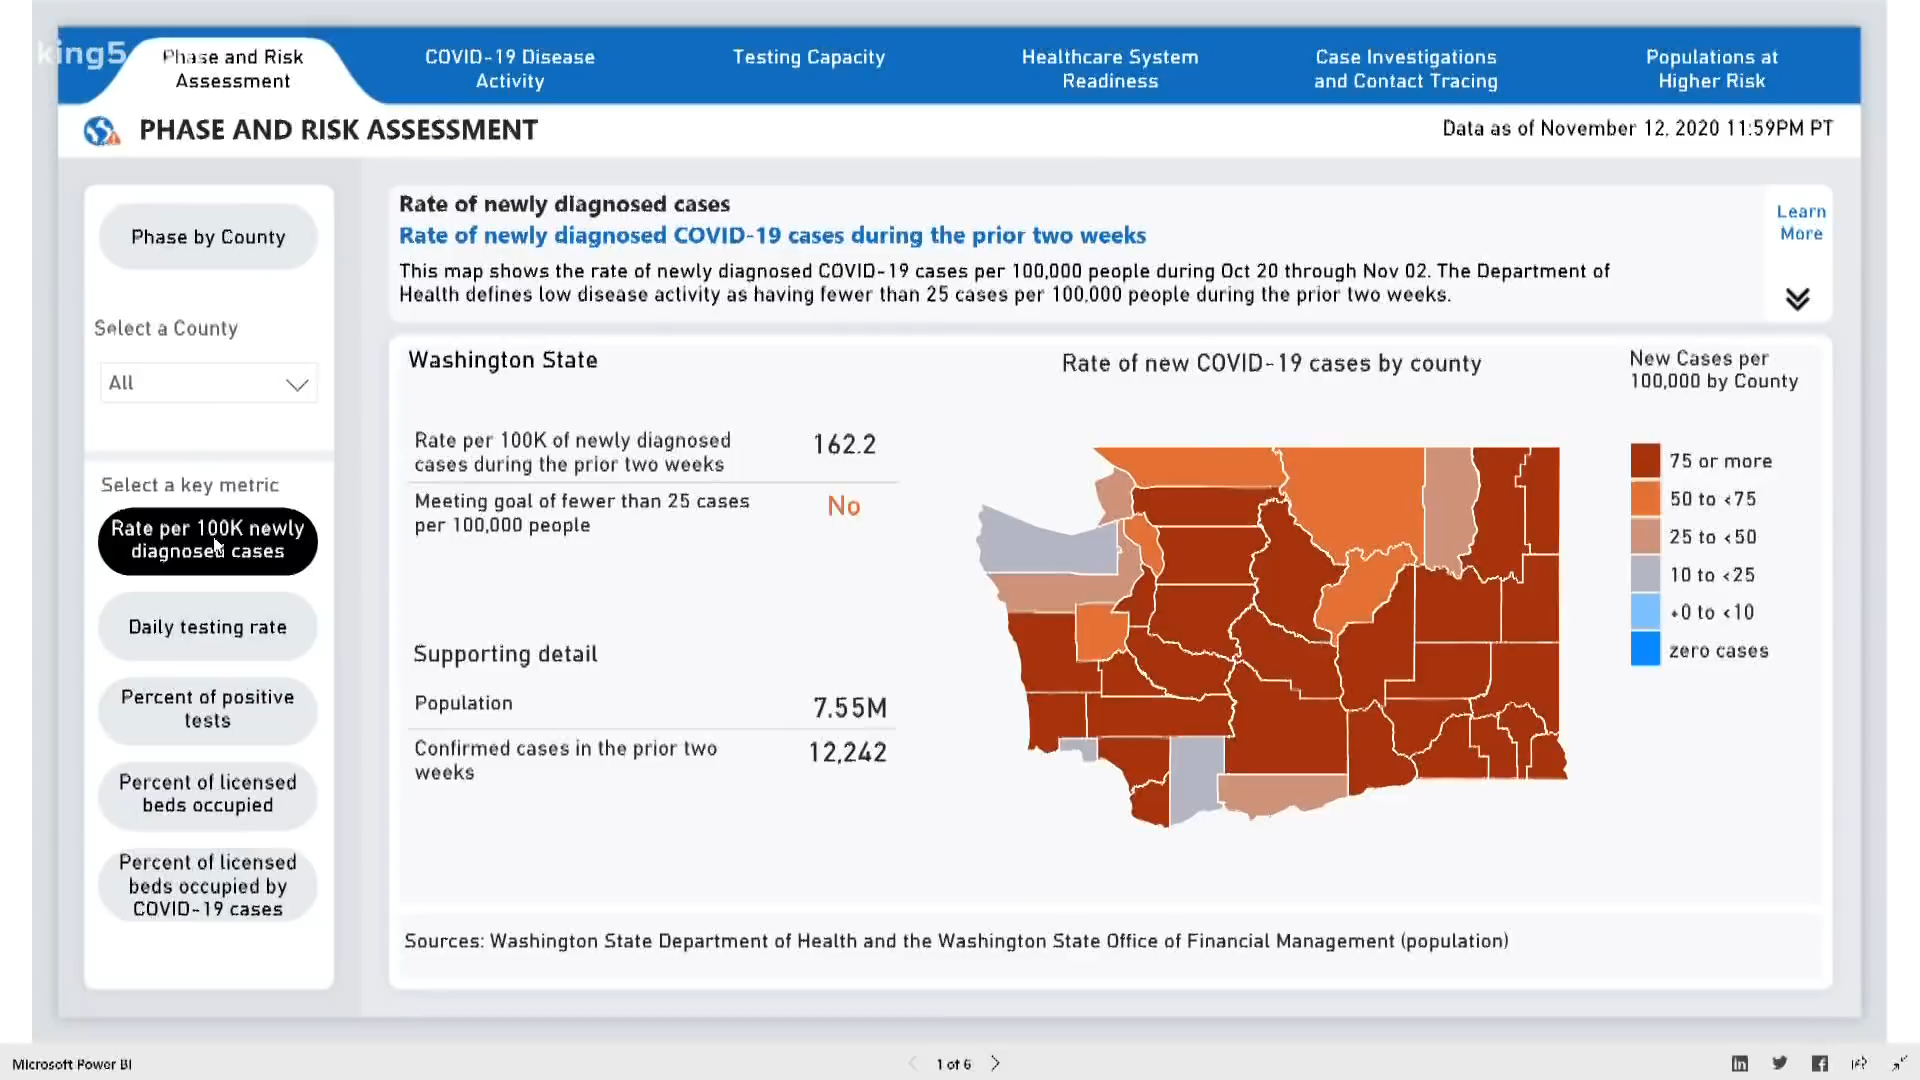 king5
Phase and Risk
Assessment
COVID-19 Disease
Activity
Testing Capacity
Healthcare System
Readiness
Case Investigations
and Contact Tracing
Populations at
Higher Risk
PHASE AND RISK ASSESSMENT
Data as of November 12, 2020 11:59PM PT
Phase by County
Select a County
All
Select a key metric
Rate per 100K newly
diagnosed cases
Daily testing rate
Percent of positive
tests
Percent of licensed
beds occupied
Percent of licensed
beds occupied by
COVID-19 cases
Rate of newly diagnosed cases
Rate of newly diagnosed COVID-19 cases during the prior two weeks
This map shows the rate of newly diagnosed COVID-19 cases per 100,000 people during Oct 20 through Nov 02. The Department of
Health defines low disease activity as having fewer than 25 cases per 100,000 people during the prior two weeks.
Learn
More
Washington State
Rate per 100K of newly diagnosed
cases during the prior two weeks
162.2
Meeting goal of fewer than 25 cases
per 100,000 people
No
Supporting detail
Population
7.55M
Confirmed cases in the prior two
weeks
12,242
Rate of new COVID-19 cases by county
New Cases per
100,000 by County
75 or more
50 to <75
25 to <50
10 to <25
+0 to <10
zero cases
Sources: Washington State Department of Health and the Washington State Office of Financial Management (population)
Microsoft Power BI
1 of 6